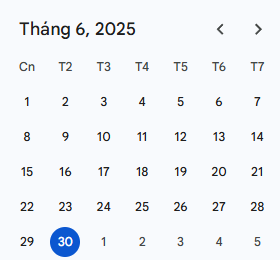 Tháng 6, 2025
Cn T2 T3 T4 T5 T6 T7
1 2 3 4 5 6 7
8 9 10 11 12 13 14
15 16 17 18 19 20 21
22 23 24 25 26 27 28
29 30 1 2 3 4 5